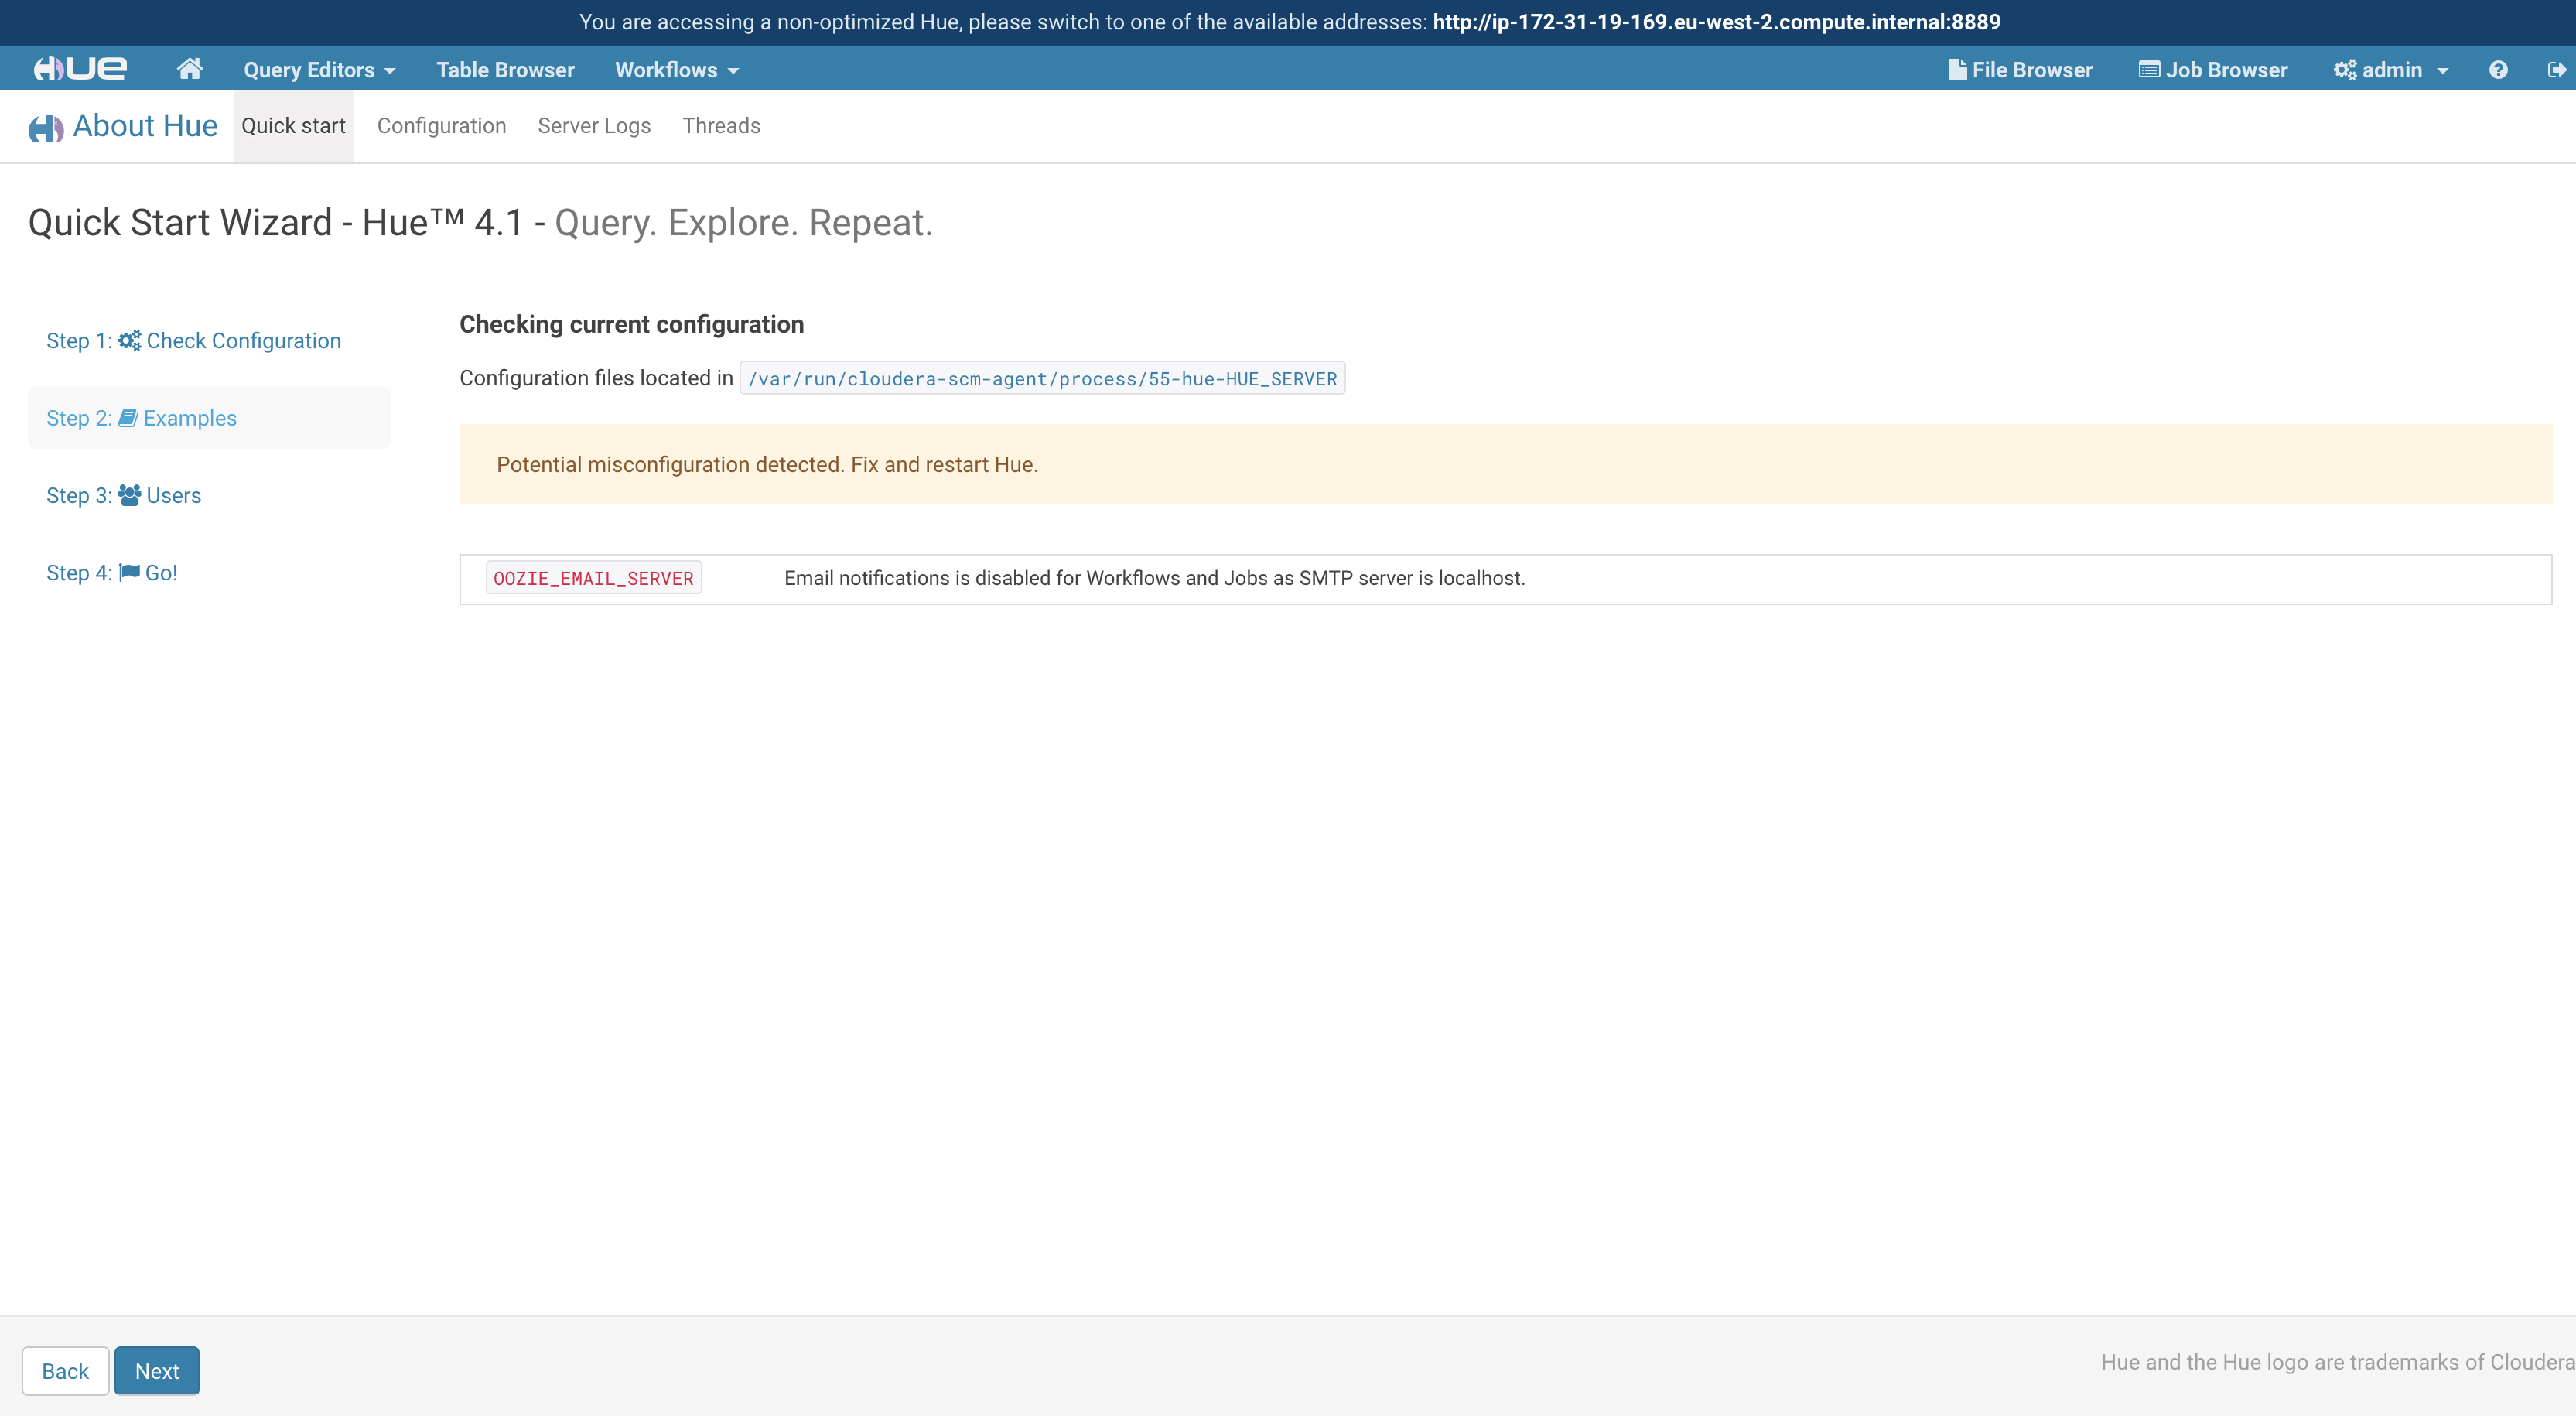 You are accessing a non-optimized Hue, please switch to one of the available addresses: http://ip-172-31-19-169.eu-west-2.compute.internal:8889
HUE Query Editors Table Browser Workflows File Browser Job Browser admin
About Hue Quick start Configuration Server Logs Threads
Quick Start Wizard - Hue™ 4.1 - Query. Explore. Repeat.
Step 1: Check Configuration
Step 2: Examples
Step 3: Users
Step 4: Go!
Checking current configuration
Configuration files located in /var/run/cloudera-scm-agent/process/55-hue-HUE_SERVER
Potential misconfiguration detected. Fix and restart Hue.
OOZIE_EMAIL_SERVER Email notifications is disabled for Workflows and Jobs as SMTP server is localhost.
Back Next
Hue and the Hue logo are trademarks of Cloudera